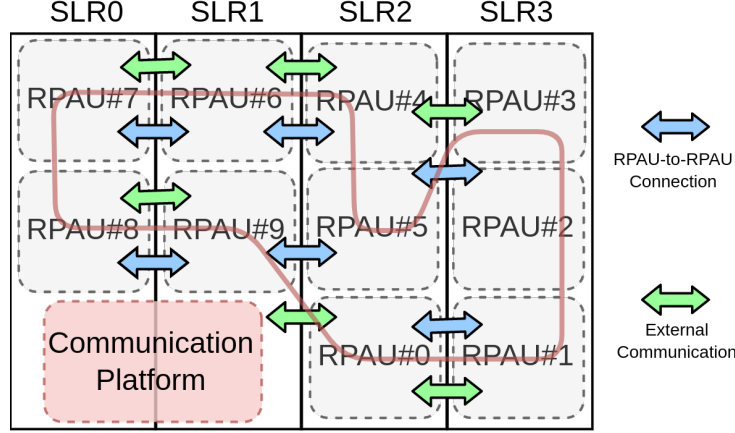 SLR0 SLR1 SLR2 SLR3
RPAU#7 RPAU#6 RPAU#4 RPAU#3
RPAU-to-RPAU
Connection
RPAU#8 RPAU#9 RPAU#5 RPAU#2
Communication
Platform
RPAU#0 RPAU#1
External
Communication